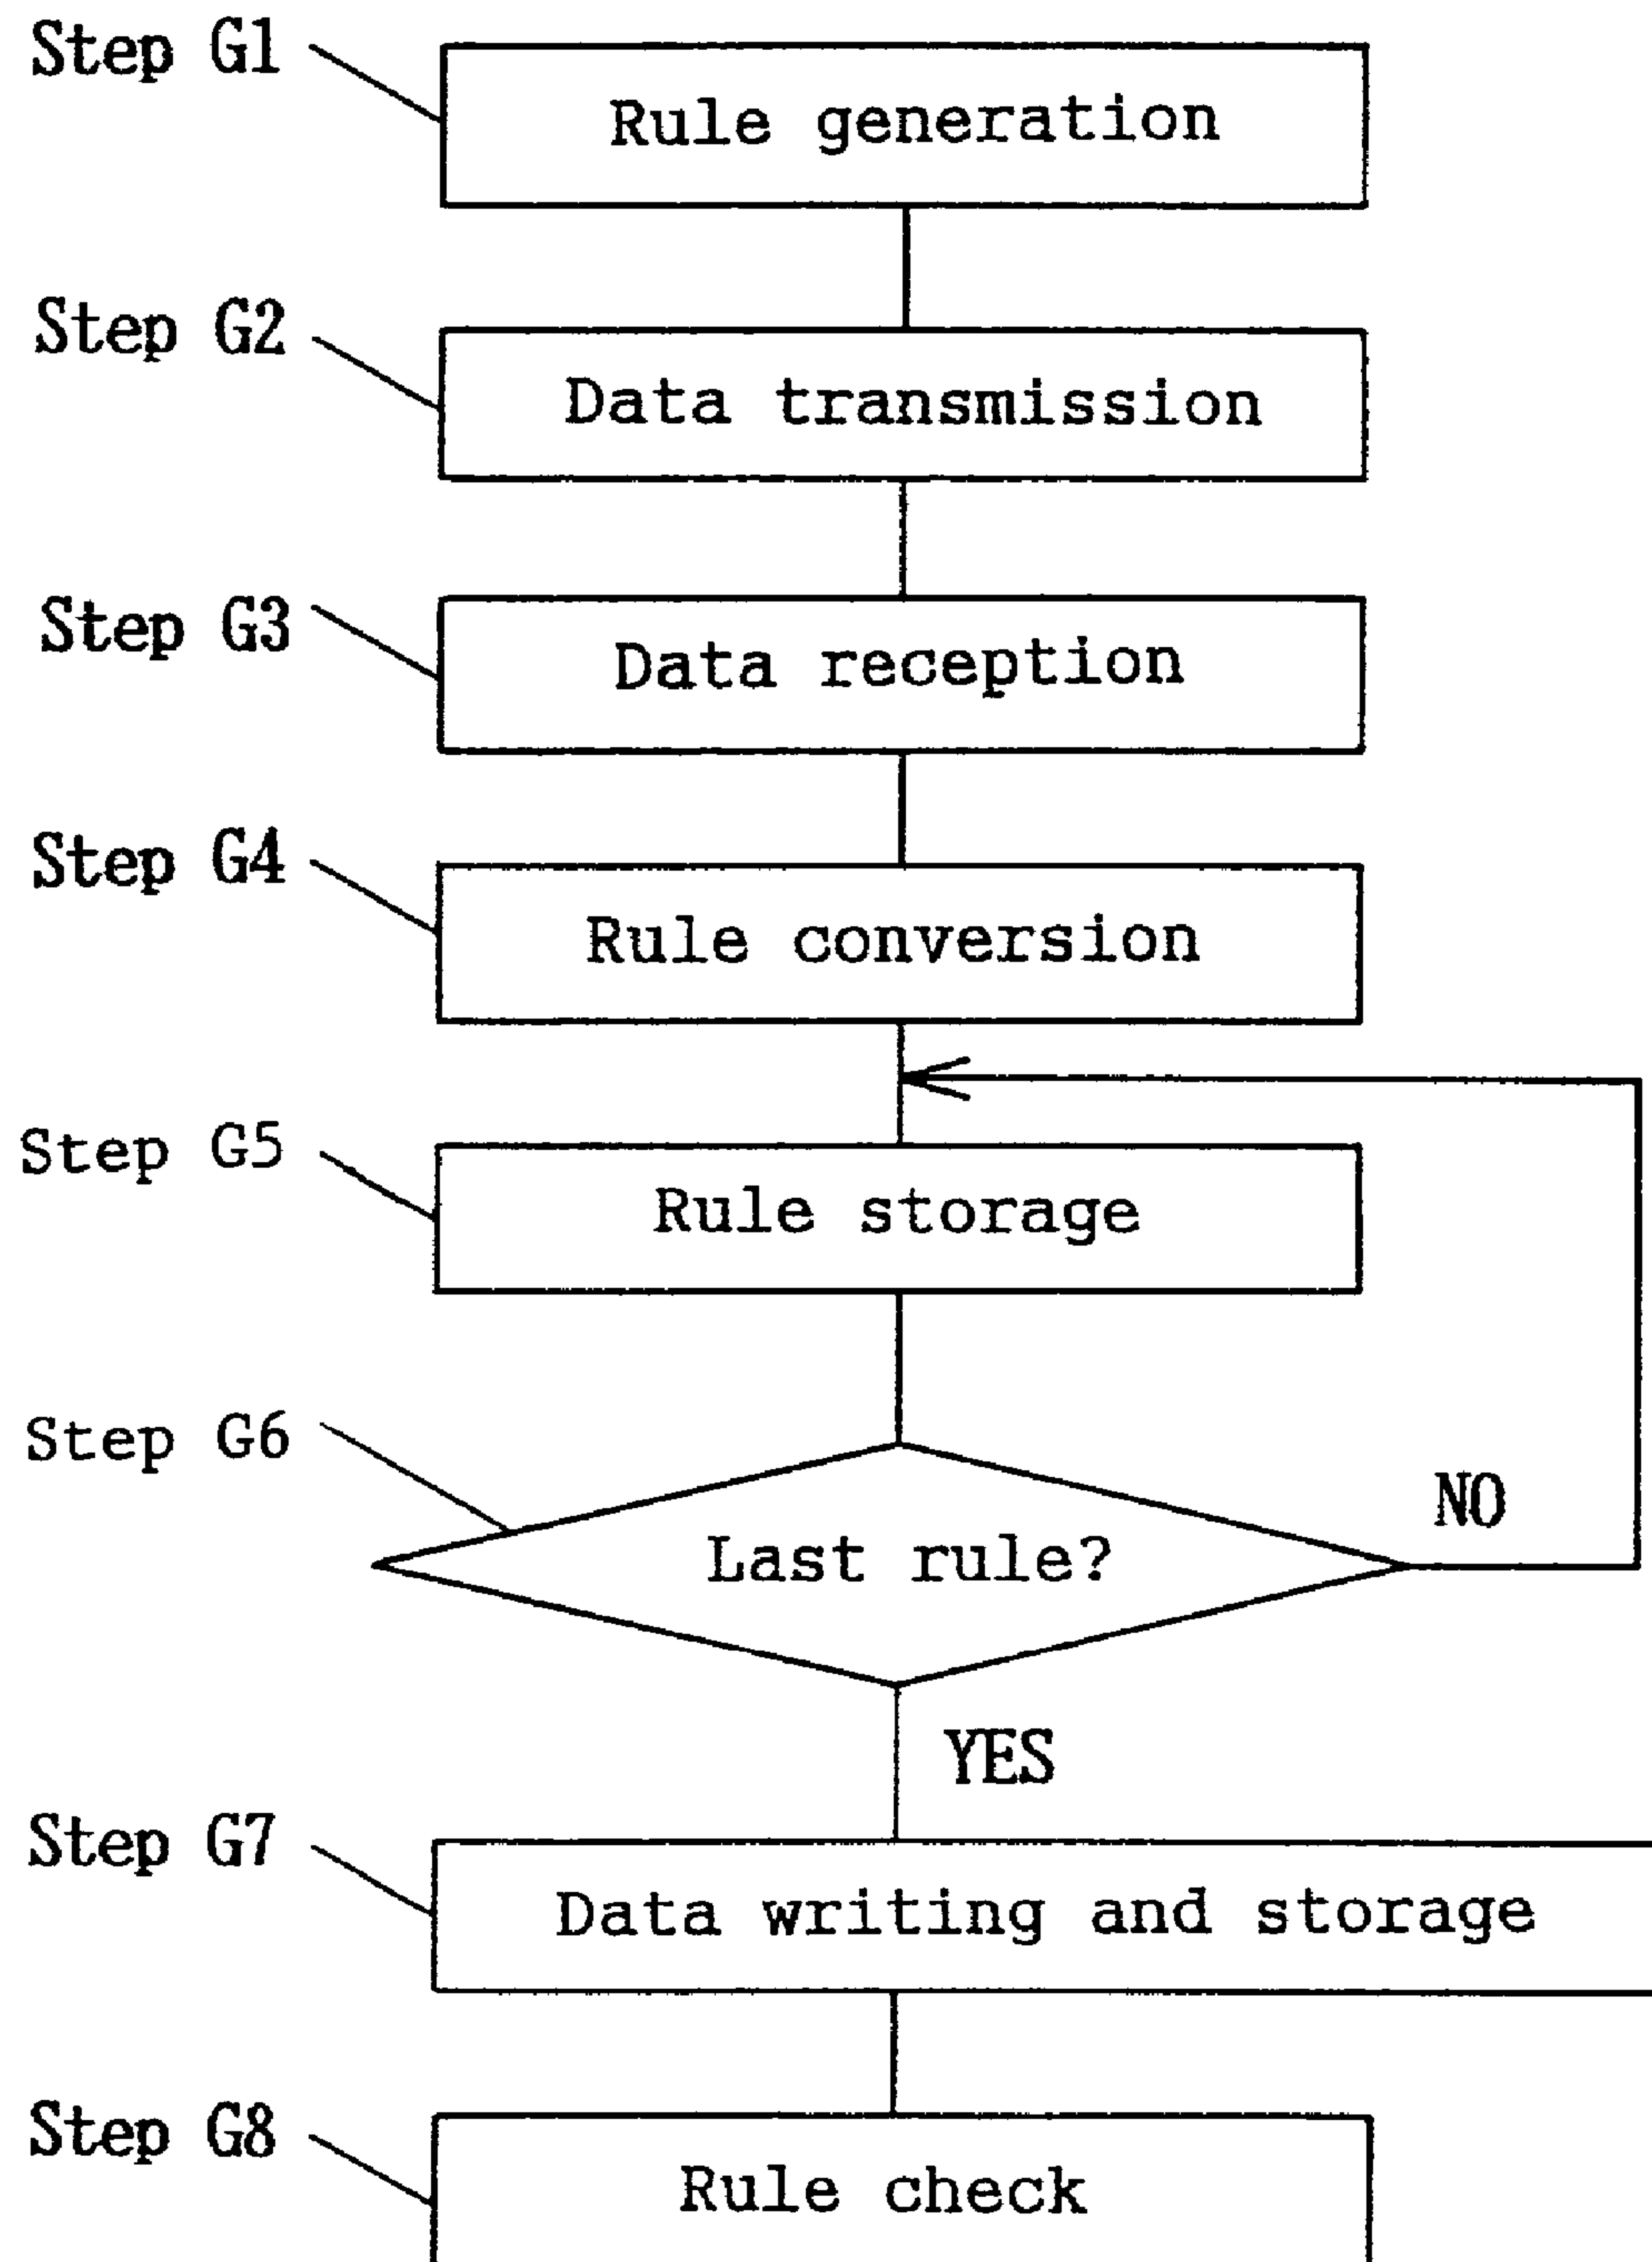 Step G1
Rule generation
Step G2
Data transmission
Step G3
Data reception
Step G4
Rule conversion
Step G5
Rule storage
Step G6
Last rule?
NO
YES
Step G7
Data writing and storage
Step G8
Rule check